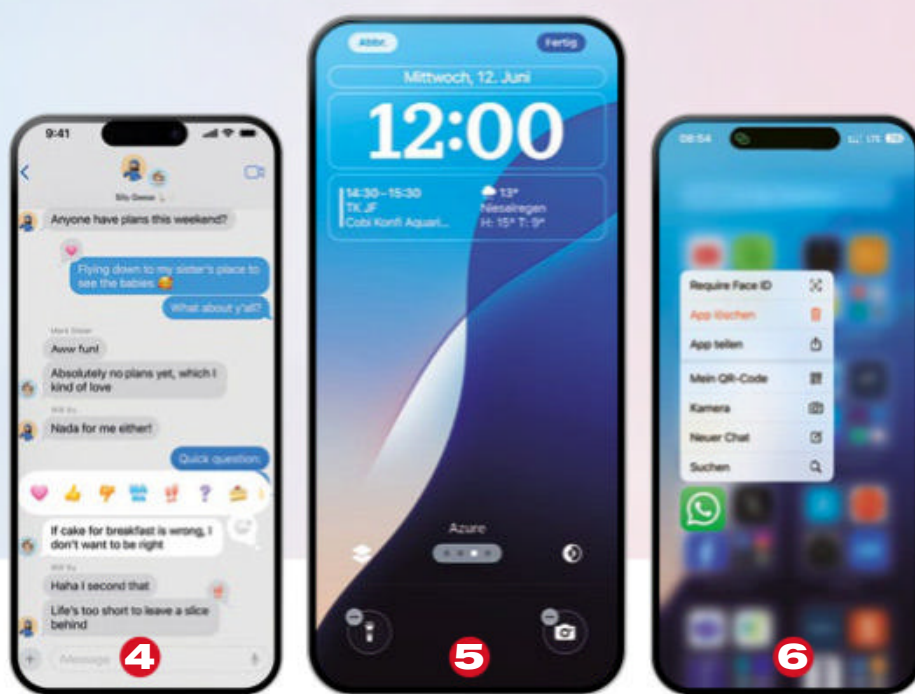 9:41
Silly Geese
Anyone have plans this weekend?
Flying down to my sister's place to
see the babies 🥰
What about y'all?
Aww fun!
Absolutely no plans yet, which I
kind of love
Will Xu
Nada for me either!
Quick question:
?
If cake for breakfast is wrong, I
don't want to be right
Will Xu
Haha I second that
Life's too short to leave a slice
behind
Message
4
Abbr.
Fertig
Mittwoch, 12. Juni
12:00
14:30–15:30
TK JF
Cobi Konfi Aquari...
13°
Nieselregen
H: 15° T: 9°
Azure
5
08:54
LTE
Require Face ID
App löschen
App teilen
Mein QR-Code
Kamera
Neuer Chat
Suchen
6